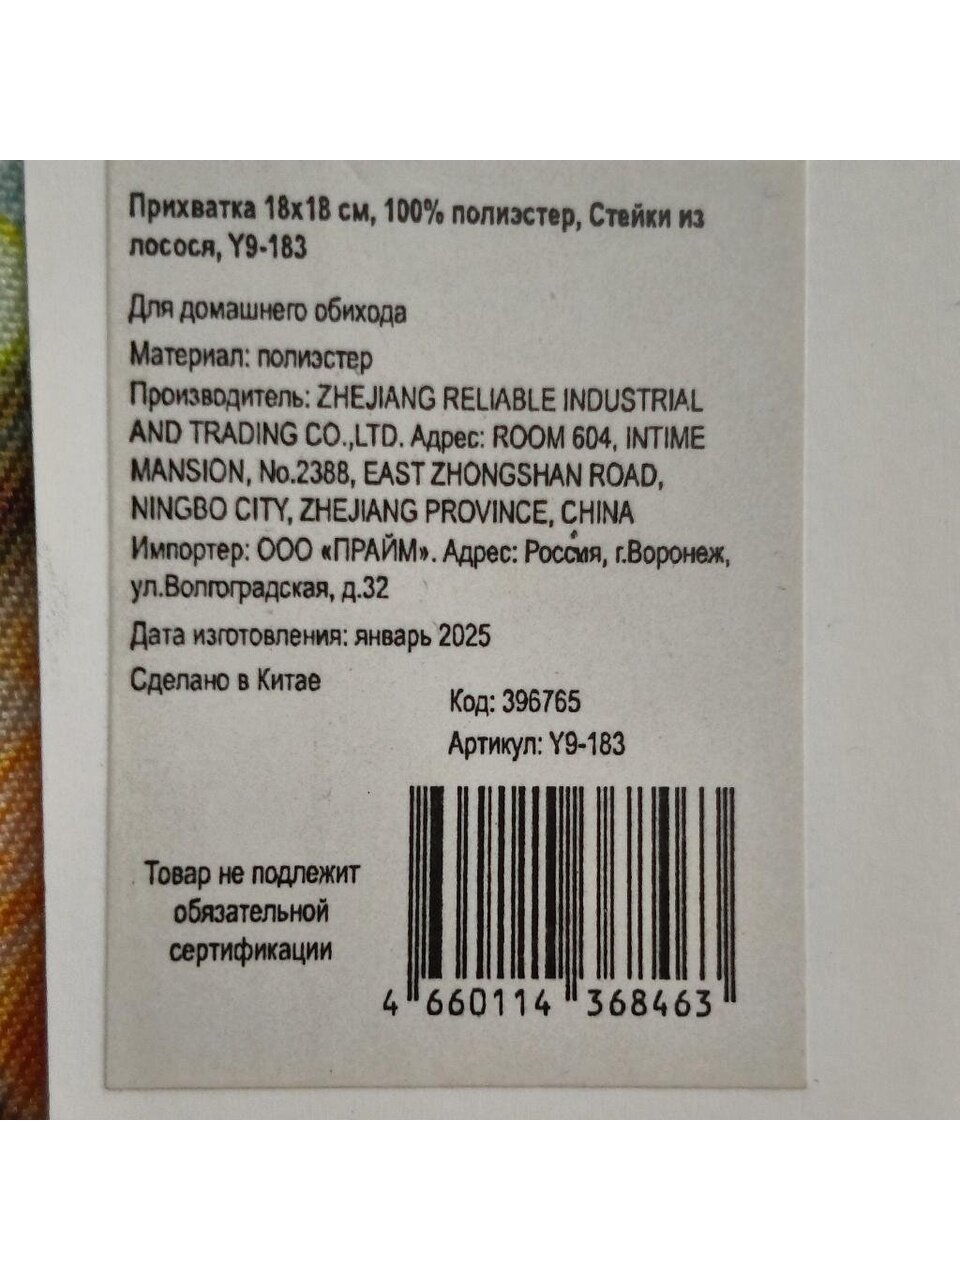 Прихватка 18х18 см, 100% полиэстер, Стейки из
лосося, Y9-183
Для домашнего обихода
Материал: полиэстер
Производитель: ZHEJIANG RELIABLE INDUSTRIAL
AND TRADING CO.,LTD. Адрес: ROOM 604, INTIME
MANSION, No.2388, EAST ZHONGSHAN ROAD,
NINGBO CITY, ZHEJIANG PROVINCE, CHINA
Импортер: ООО «ПРАЙМ». Адрес: Россия, г.Воронеж,
ул.Волгоградская, д.32
Дата изготовления: январь 2025
Сделано в Китае
Код: 396765
Артикул: Y9-183
Товар не подлежит
обязательной
сертификации
4 660114 368463